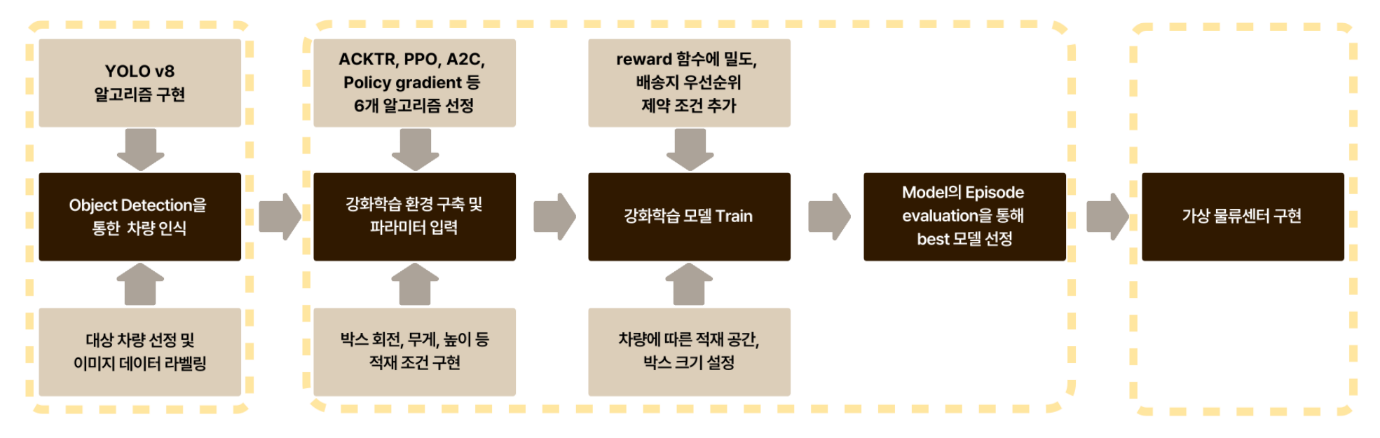 YOLO v8
알고리즘 구현
Object Detection을
통한 차량 인식
대상 차량 선정 및
이미지 데이터 라벨링
ACKTR, PPO, A2C,
Policy gradient 등
6개 알고리즘 선정
강화학습 환경 구축 및
파라미터 입력
박스 회전, 무게, 높이 등
적재 조건 구현
reward 함수에 밀도,
배송지 우선순위
제약 조건 추가
강화학습 모델 Train
차량에 따른 적재 공간,
박스 크기 설정
Model의 Episode
evaluation을 통해
best 모델 선정
가상 물류센터 구현